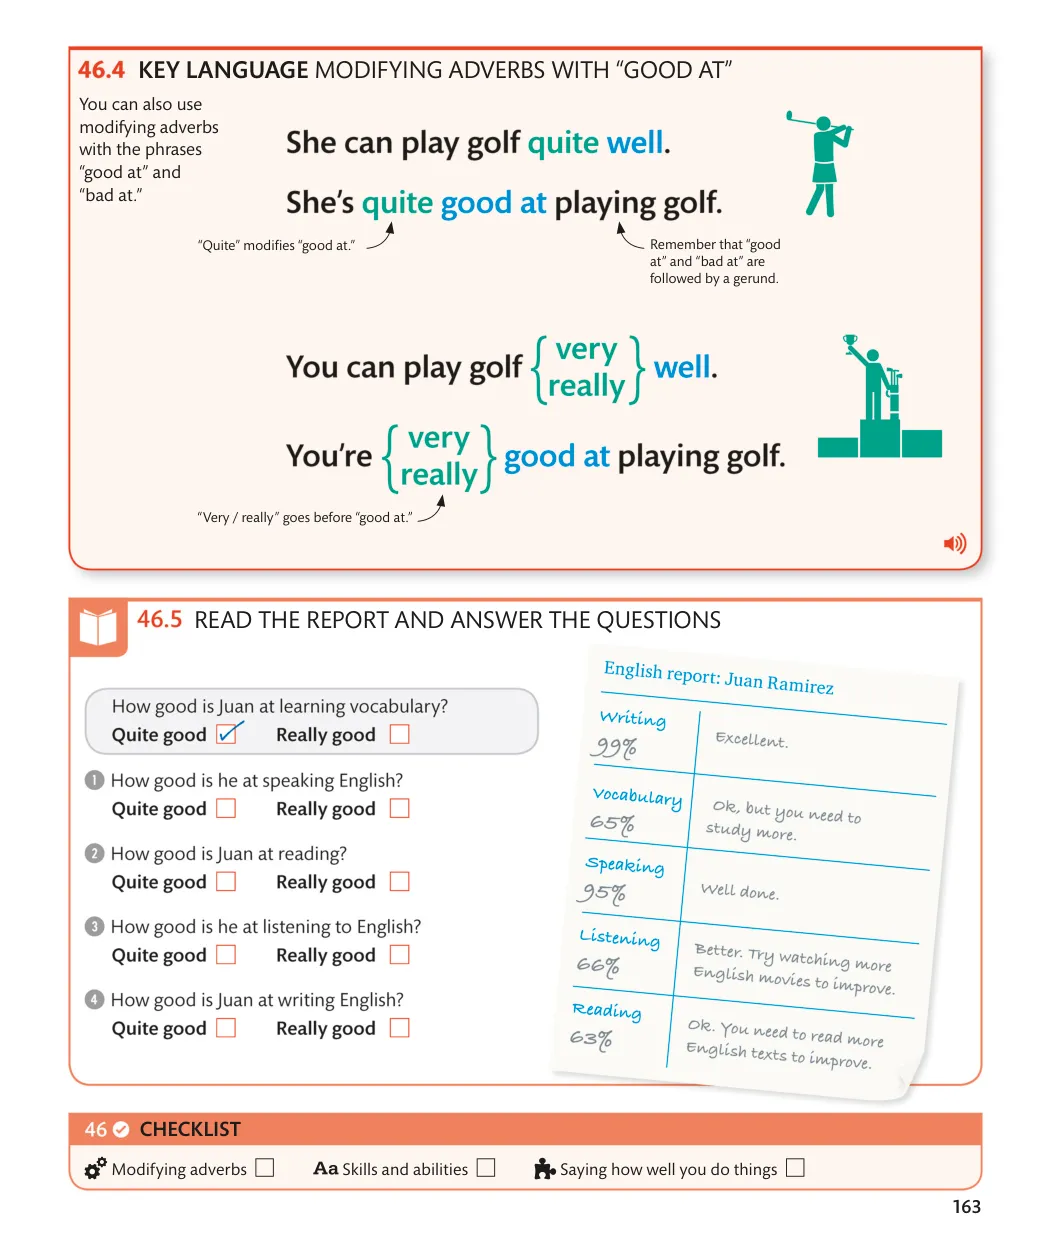 46.4 KEY LANGUAGE MODIFYING ADVERBS WITH “GOOD AT”
You can also use
modifying adverbs
with the phrases
“good at” and
“bad at.”
She can play golf quite well.
She’s quite good at playing golf.
“Quite” modifies “good at.”
Remember that “good
at” and “bad at” are
followed by a gerund.
You can play golf { very / really } well.
You’re { very / really } good at playing golf.
“Very / really” goes before “good at.”
46.5 READ THE REPORT AND ANSWER THE QUESTIONS
How good is Juan at learning vocabulary?
Quite good Really good
1 How good is he at speaking English?
Quite good Really good
2 How good is Juan at reading?
Quite good Really good
3 How good is he at listening to English?
Quite good Really good
4 How good is Juan at writing English?
Quite good Really good
English report: Juan Ramirez
Writing
99%
Excellent.
Vocabulary
65%
Ok, but you need to
study more.
Speaking
95%
Well done.
Listening
66%
Better. Try watching more
English movies to improve.
Reading
63%
Ok. You need to read more
English texts to improve.
46 CHECKLIST
Modifying adverbs Aa Skills and abilities Saying how well you do things
163